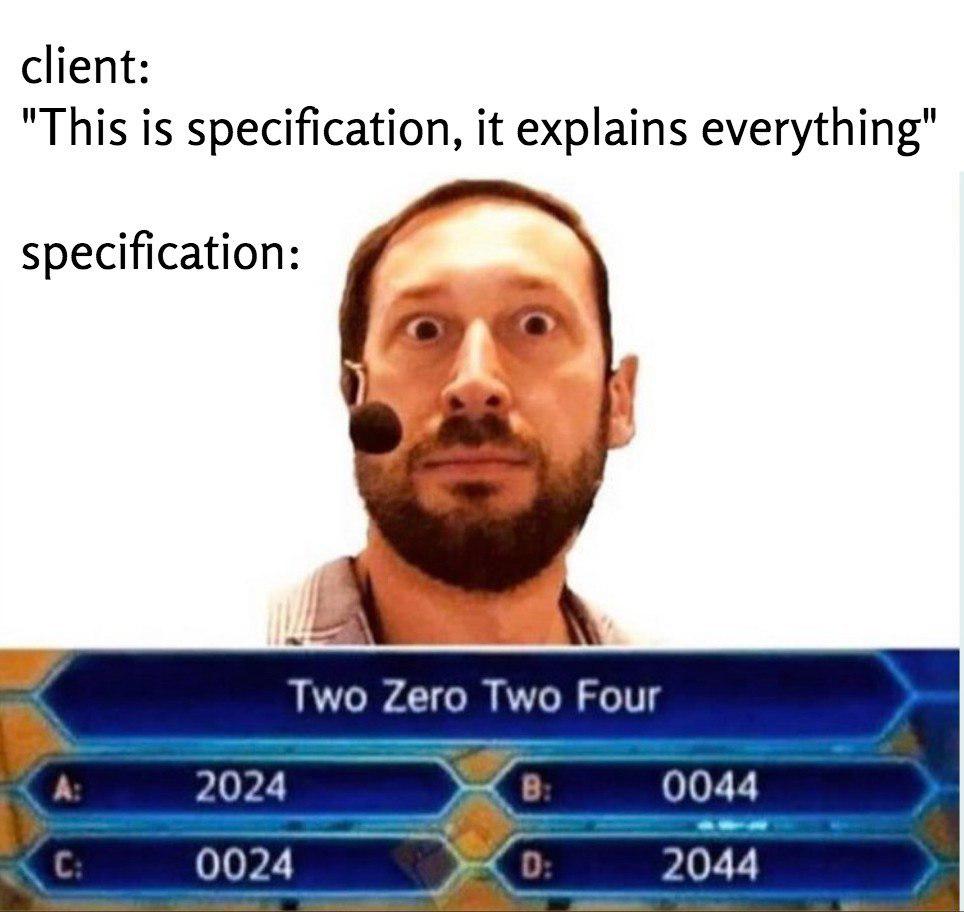 client:
"This is specification, it explains everything"
specification:
Two Zero Two Four
A: 2024
B: 0044
C: 0024
D: 2044